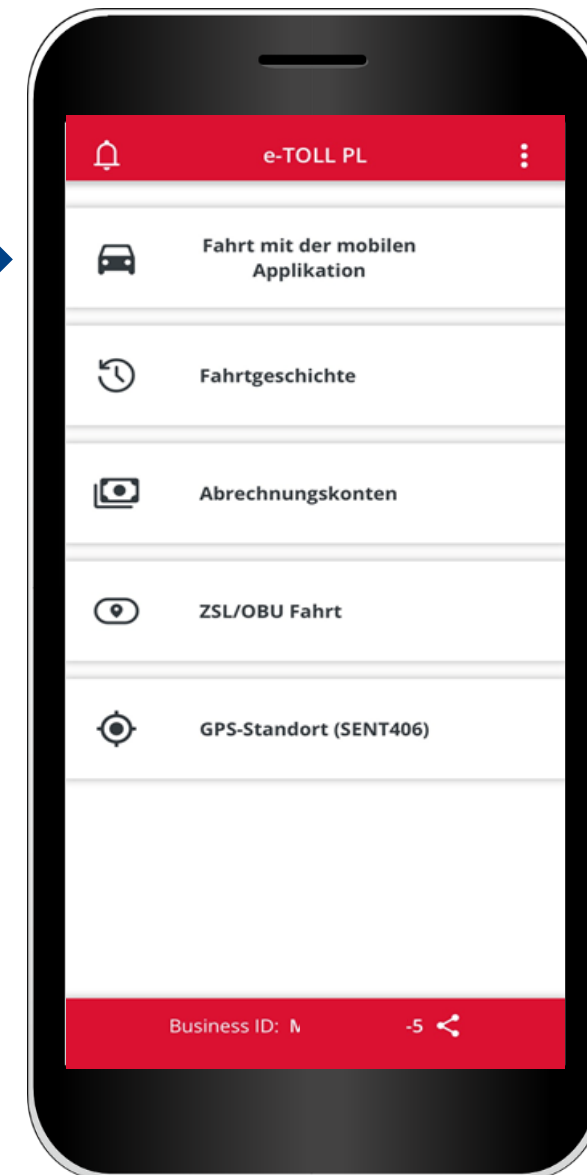 e-TOLL PL
Fahrt mit der mobilen
Applikation
Fahrtgeschichte
Abrechnungskonten
ZSL/OBU Fahrt
GPS-Standort (SENT406)
Business ID: M -5